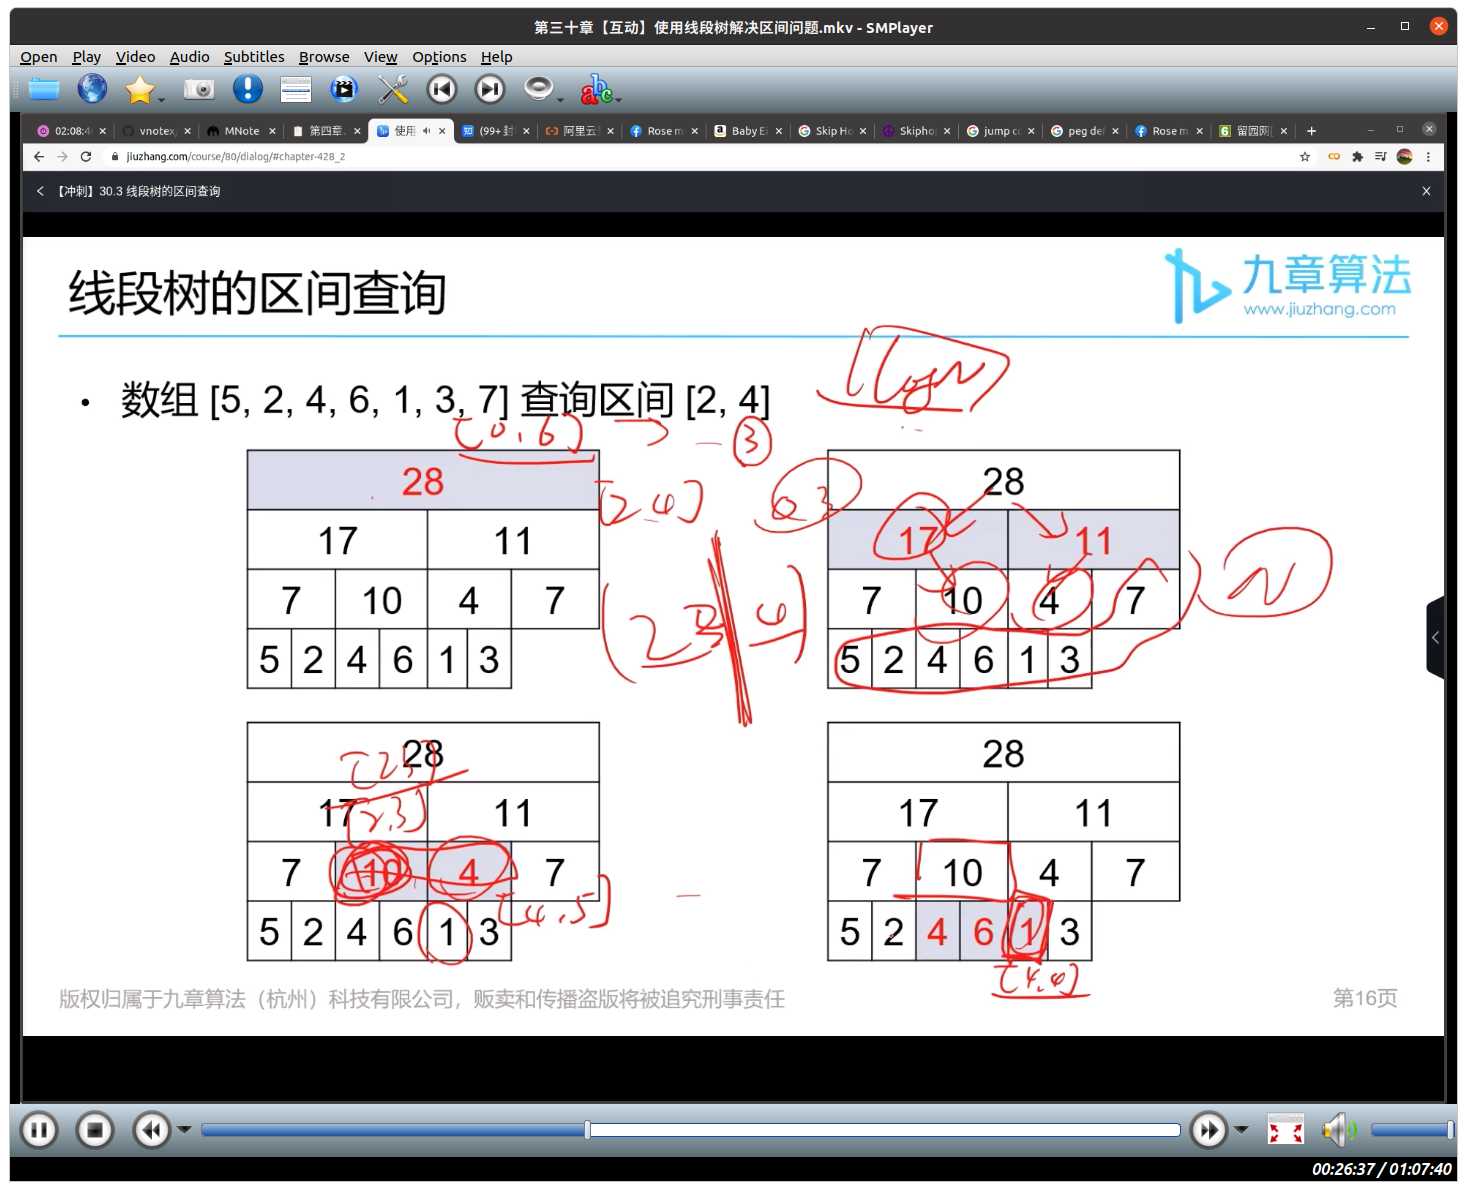 第三十章【互动】使用线段树解决区间问题.mkv - SMPlayer
Open Play Video Audio Subtitles Browse View Options Help
abc
02:08:4 vnotex/ MNote 第四章、 使用 (99+ 封 阿里云 Rose m Baby Ei Skip Ho Skipho jump co peg del Rose m 留园网
jiuzhang.com/course/80/dialog/#chapter-428_2
【冲刺】30.3 线段树的区间查询
线段树的区间查询
九章算法
www.jiuzhang.com
logN
• 数组 [5, 2, 4, 6, 1, 3, 7] 查询区间 [2, 4]
[0, 6] → 3
28
17 11
7 10 4 7
5 2 4 6 1 3
[2 4]
2 3 4
28
17 11
7 10 4 7
5 2 4 6 1 3
N
28
17 11
7 10 4 7
5 2 4 6 1 3
[2,3]
[4,5]
28
17 11
7 10 4 7
5 2 4 6 1 3
[4,4]
版权归属于九章算法（杭州）科技有限公司，贩卖和传播盗版将被追究刑事责任
第16页
00:26:37 / 01:07:40